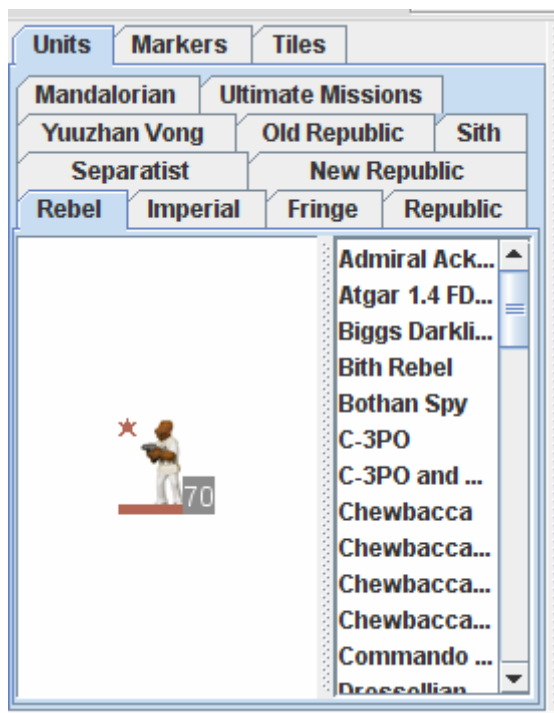 Units Markers Tiles
Mandalorian Ultimate Missions
Yuuzhan Vong Old Republic Sith
Separatist New Republic
Rebel Imperial Fringe Republic
Admiral Ack...
Atgar 1.4 FD...
Biggs Darkli...
Bith Rebel
Bothan Spy
C-3PO
C-3PO and ...
Chewbacca
Chewbacca...
Chewbacca...
Chewbacca...
Commando ...
Dressellian
70